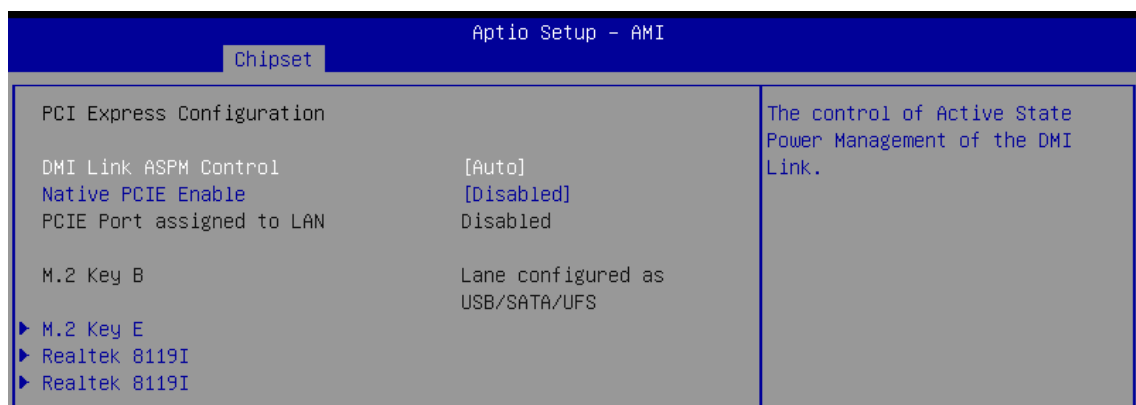 Aptio Setup – AMI
Chipset
PCI Express Configuration
DMI Link ASPM Control [Auto]
Native PCIE Enable [Disabled]
PCIE Port assigned to LAN Disabled
M.2 Key B Lane configured as
USB/SATA/UFS
M.2 Key E
Realtek 8119I
Realtek 8119I
The control of Active State
Power Management of the DMI
Link.